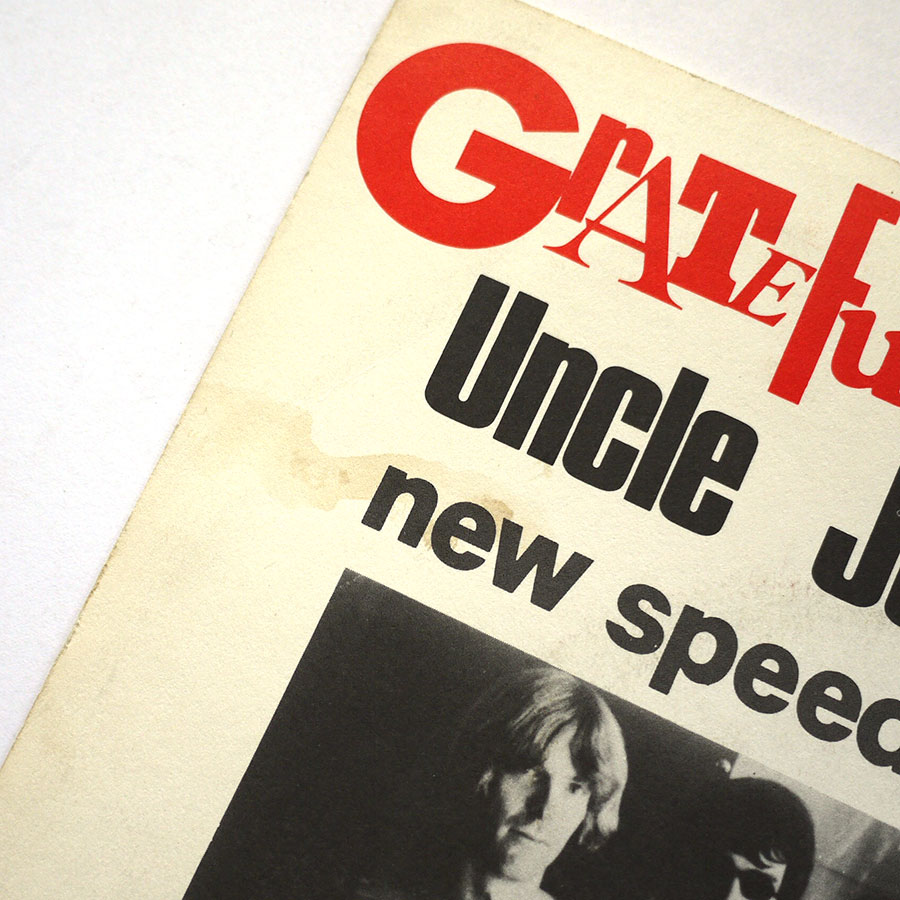 GrATEFu
Uncle J
new speed